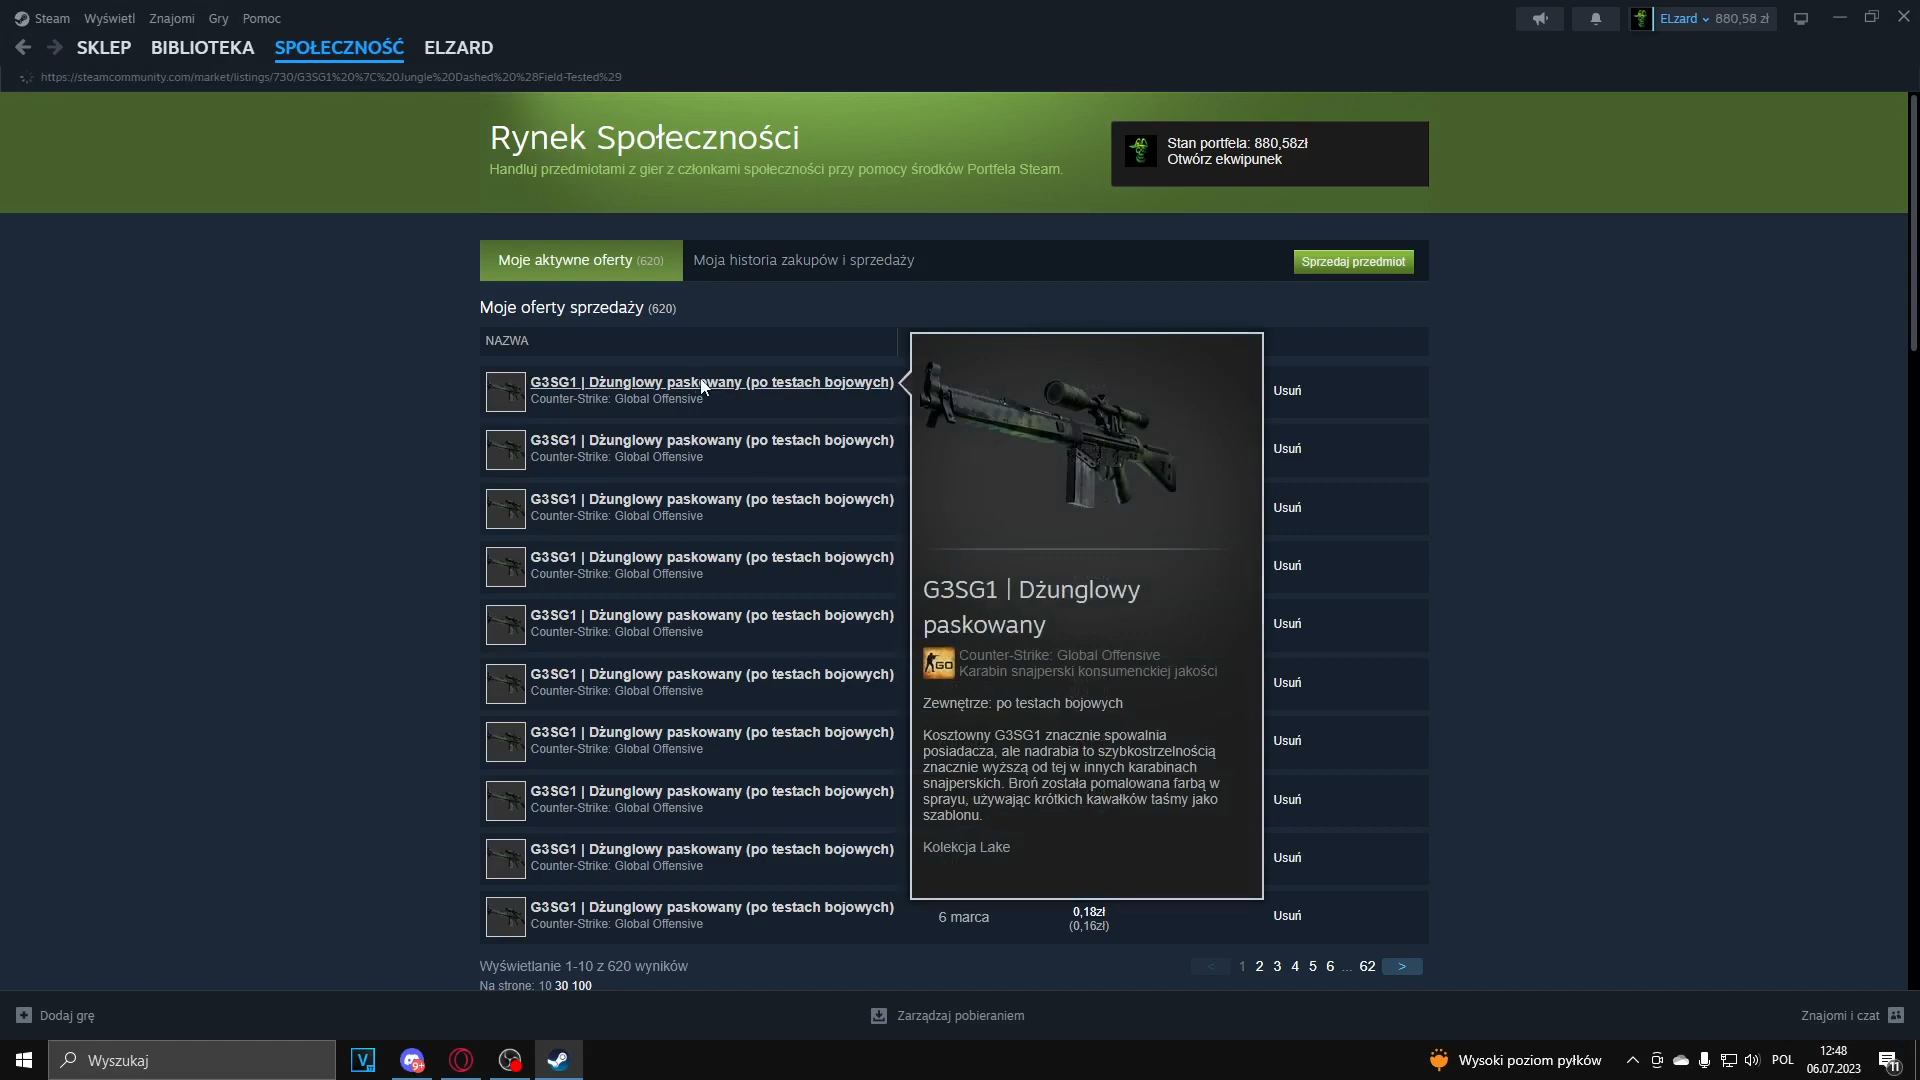 Steam Wyświetl Znajomi Gry Pomoc
ELzard 880,58 zł
SKLEP BIBLIOTEKA SPOŁECZNOŚĆ ELZARD
https://steamcommunity.com/market/listings/730/G3SG1%20%7C%20Jungle%20Dashed%20%28Field-Tested%29
Rynek Społeczności
Handluj przedmiotami z gier z członkami społeczności przy pomocy środków Portfela Steam.
Stan portfela: 880,58zł
Otwórz ekwipunek
Moje aktywne oferty (620)
Moja historia zakupów i sprzedaży
Sprzedaj przedmiot
Moje oferty sprzedaży (620)
NAZWA
G3SG1 | Dżunglowy paskowany (po testach bojowych)
Counter-Strike: Global Offensive
Usuń
G3SG1 | Dżunglowy paskowany (po testach bojowych)
Counter-Strike: Global Offensive
Usuń
G3SG1 | Dżunglowy paskowany (po testach bojowych)
Counter-Strike: Global Offensive
Usuń
G3SG1 | Dżunglowy paskowany (po testach bojowych)
Counter-Strike: Global Offensive
Usuń
G3SG1 | Dżunglowy paskowany (po testach bojowych)
Counter-Strike: Global Offensive
Usuń
G3SG1 | Dżunglowy paskowany (po testach bojowych)
Counter-Strike: Global Offensive
Usuń
G3SG1 | Dżunglowy paskowany (po testach bojowych)
Counter-Strike: Global Offensive
Usuń
G3SG1 | Dżunglowy paskowany (po testach bojowych)
Counter-Strike: Global Offensive
Usuń
G3SG1 | Dżunglowy paskowany (po testach bojowych)
Counter-Strike: Global Offensive
Usuń
G3SG1 | Dżunglowy paskowany (po testach bojowych)
Counter-Strike: Global Offensive
6 marca
0,18zł
(0,16zł)
Usuń
G3SG1 | Dżunglowy
paskowany
GO
Counter-Strike: Global Offensive
Karabin snajperski konsumenckiej jakości
Zewnętrze: po testach bojowych
Kosztowny G3SG1 znacznie spowalnia
posiadacza, ale nadrabia to szybkostrzelnością
znacznie wyższą od tej w innych karabinach
snajperskich. Broń została pomalowana farbą w
sprayu, używając krótkich kawałków taśmy jako
szablonu.
Kolekcja Lake
Wyświetlanie 1-10 z 620 wyników
< 1 2 3 4 5 6 ... 62 >
Na stronę: 10 30 100
Dodaj grę
Zarządzaj pobieraniem
Znajomi i czat
Wyszukaj
V
9+
Wysoki poziom pyłków
POL
12:48
06.07.2023
11